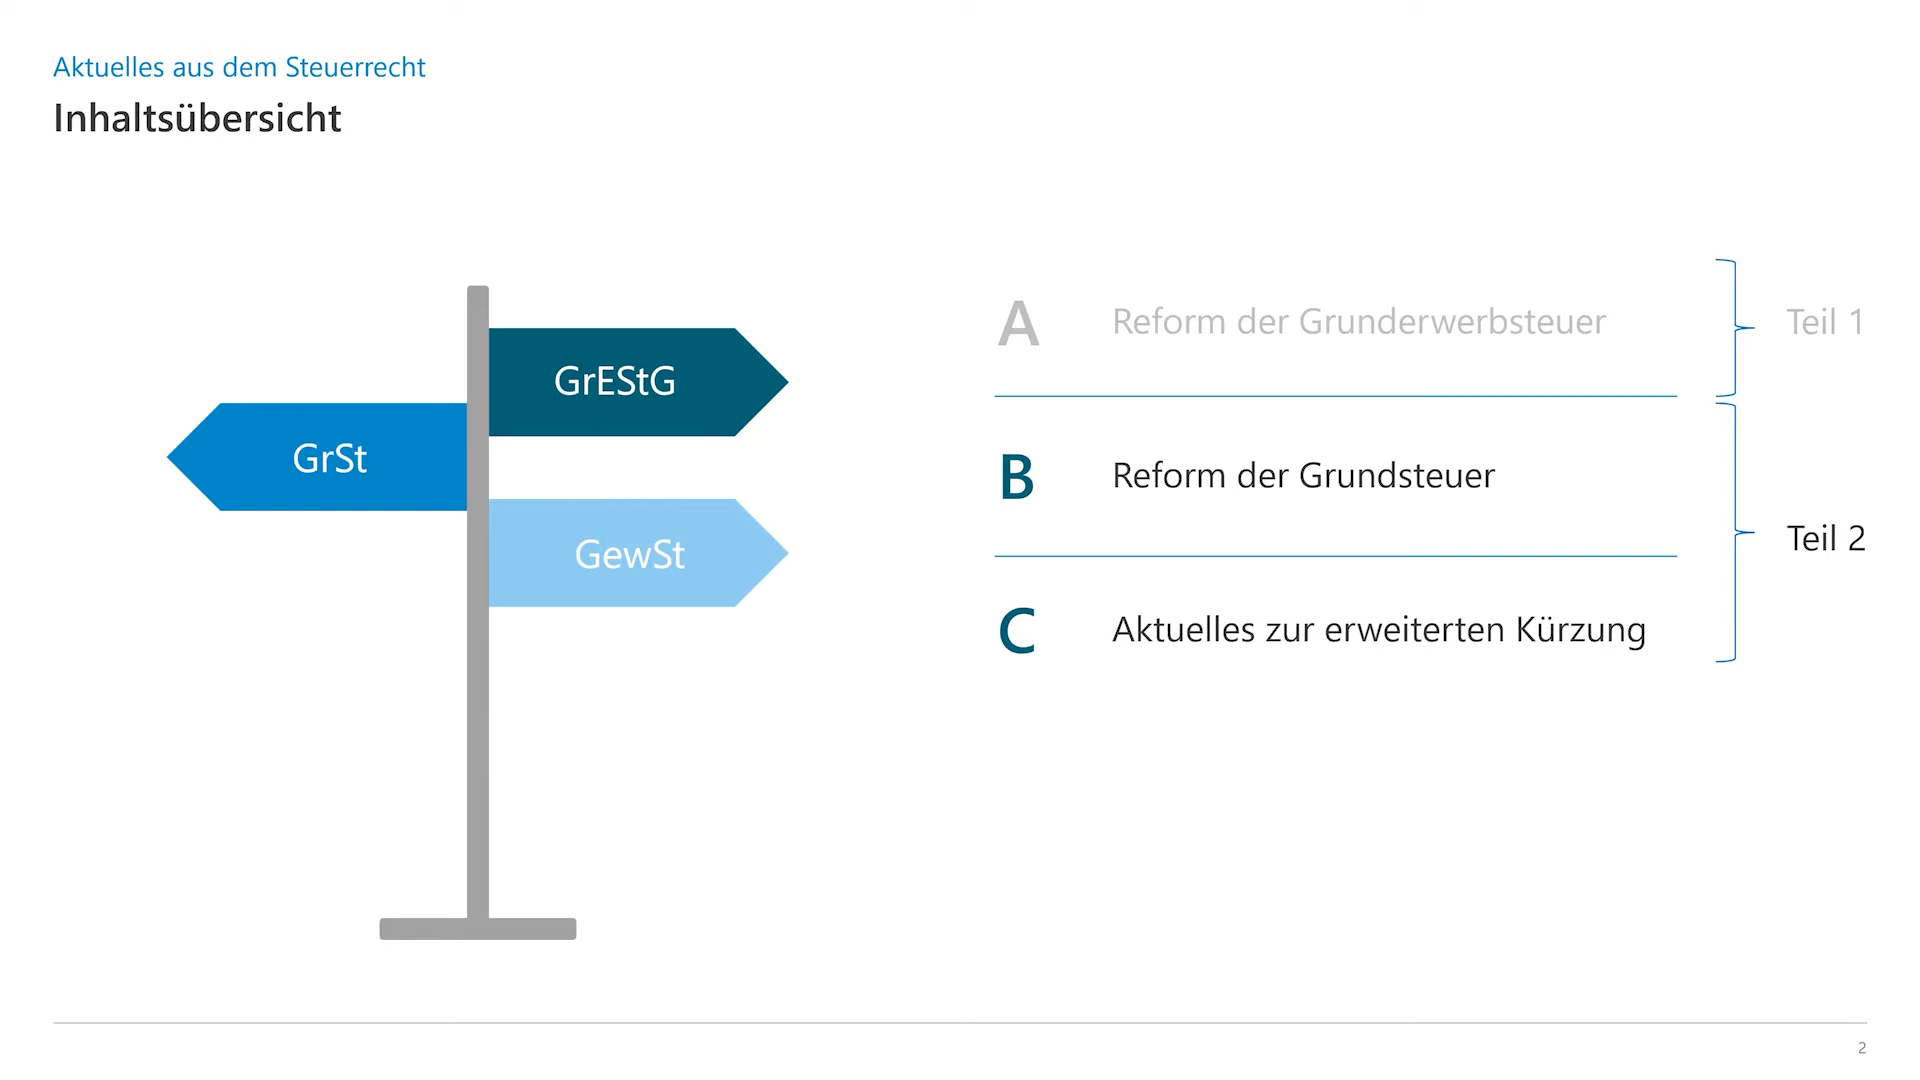 Aktuelles aus dem Steuerrecht
Inhaltsübersicht
GrEStG
GrSt
GewSt
A Reform der Grunderwerbsteuer Teil 1
B Reform der Grundsteuer
Teil 2
C Aktuelles zur erweiterten Kürzung
2